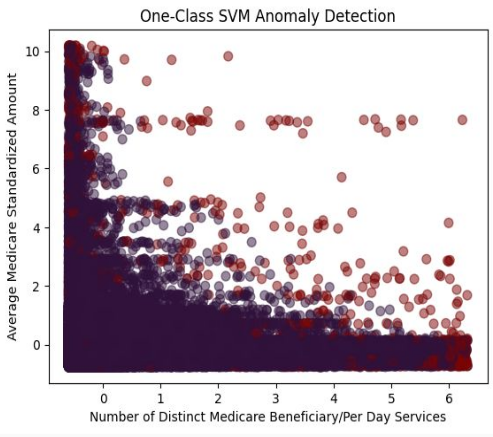 One-Class SVM Anomaly Detection
10
8
6
4
2
0
Average Medicare Standardized Amount
0 1 2 3 4 5 6
Number of Distinct Medicare Beneficiary/Per Day Services